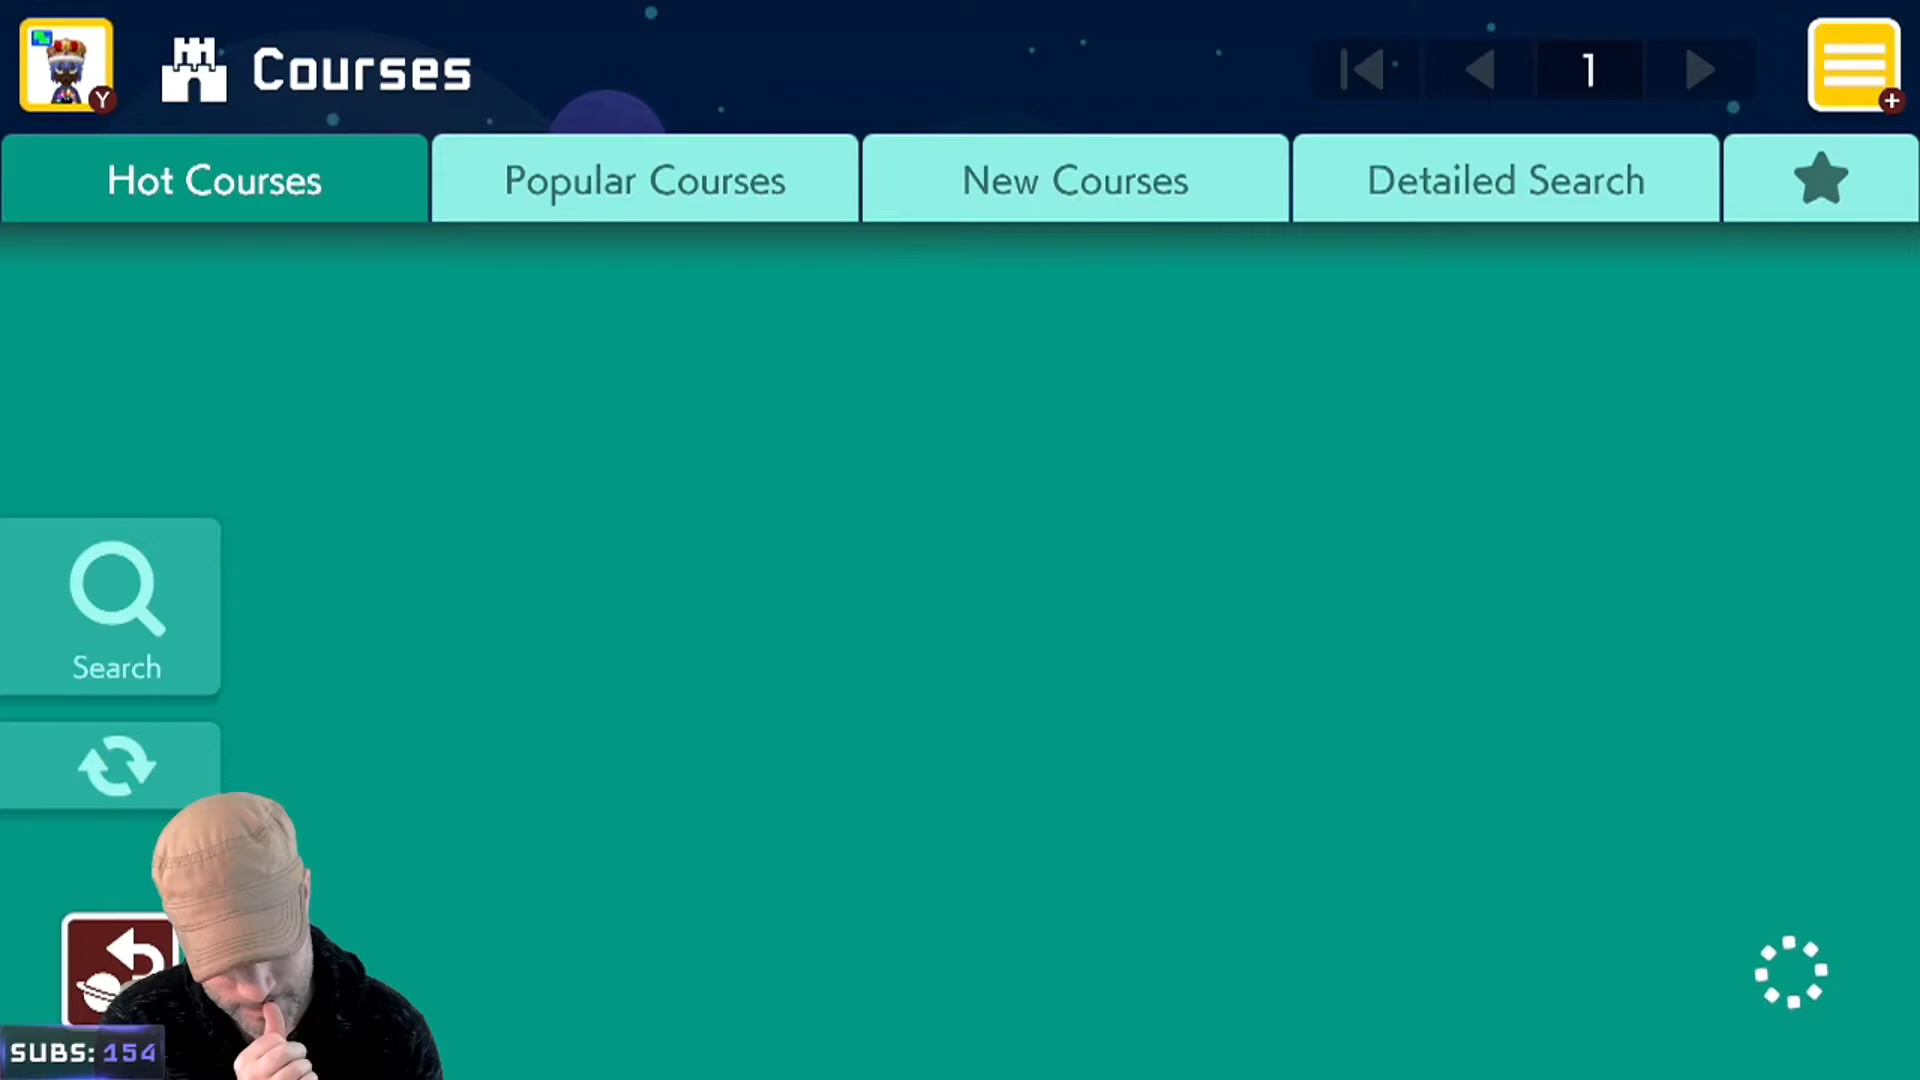 Y
Courses
1
+
Hot Courses
Popular Courses
New Courses
Detailed Search
Search
SUBS: 154